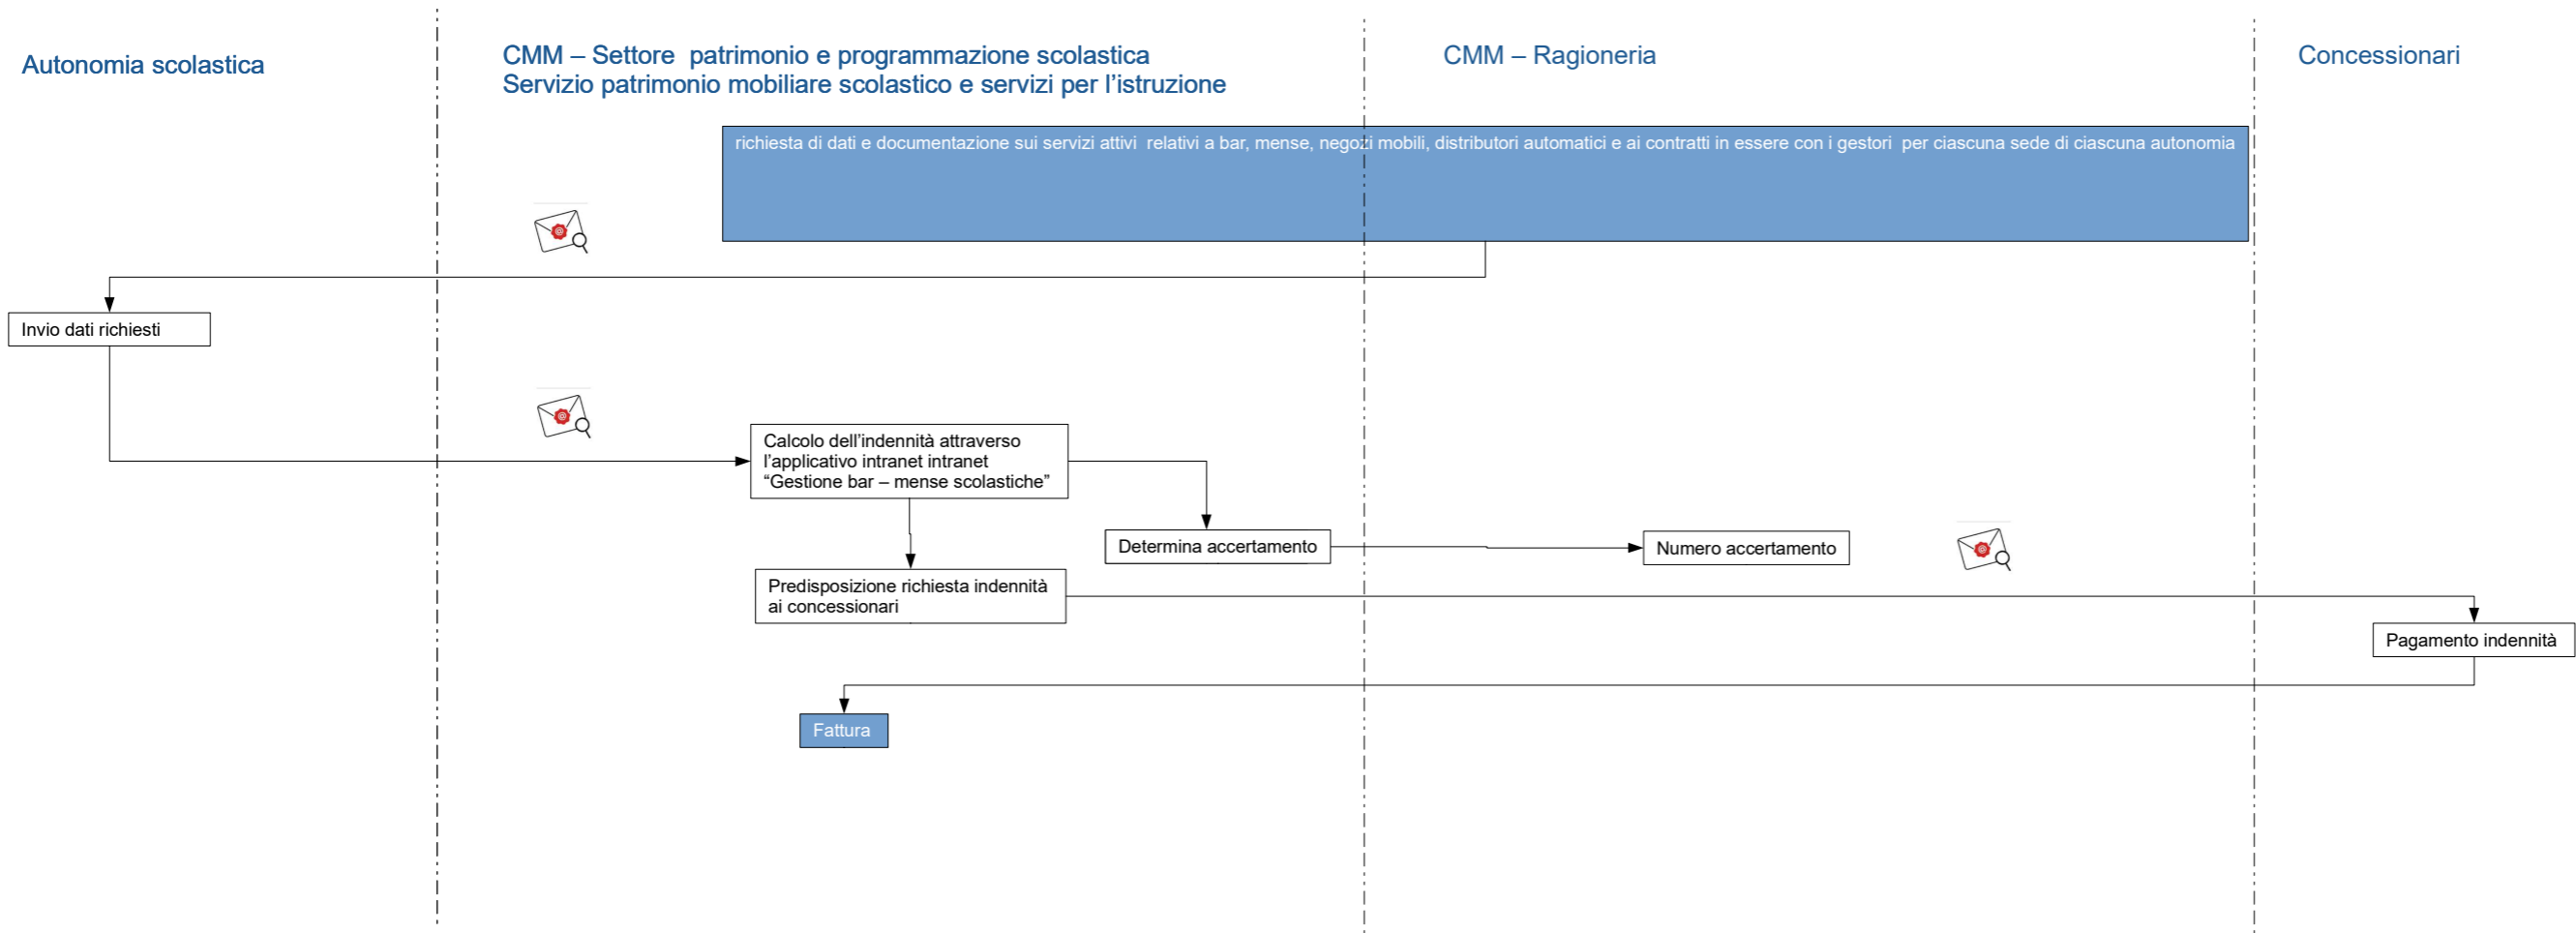 Autonomia scolastica
CMM – Settore  patrimonio e programmazione scolastica
Servizio patrimonio mobiliare scolastico e servizi per l’istruzione
CMM – Ragioneria
Concessionari
richiesta di dati e documentazione sui servizi attivi  relativi a bar, mense, negozi mobili, distributori automatici e ai contratti in essere con i gestori  per ciascuna sede di ciascuna autonomia
@
Invio dati richiesti
@
Calcolo dell’indennità attraverso
l’applicativo intranet intranet
“Gestione bar – mense scolastiche”
Determina accertamento
Numero accertamento
@
Predisposizione richiesta indennità
ai concessionari
Pagamento indennità
Fattura